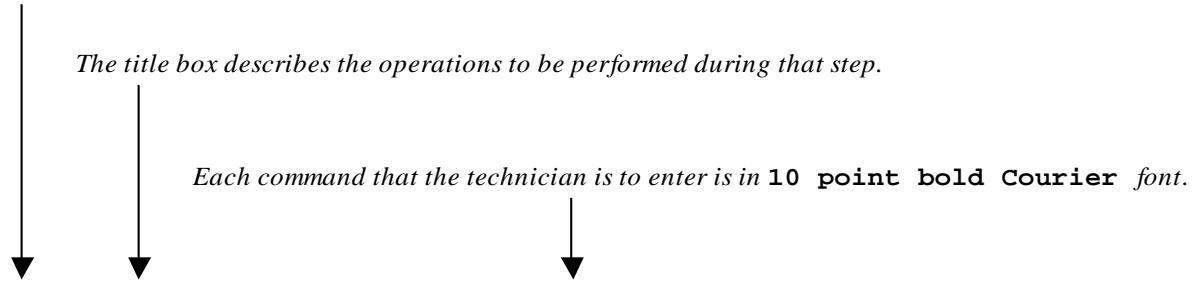 The title box describes the operations to be performed during that step.
Each command that the technician is to enter is in 10 point bold Courier font.